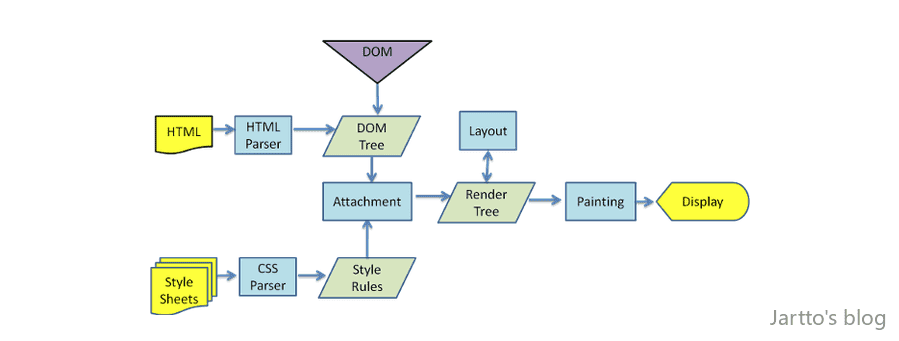 DOM
HTML
HTML
Parser
DOM
Tree
Layout
Attachment
Render
Tree
Painting
Display
Style
Sheets
CSS
Parser
Style
Rules
Jartto's blog